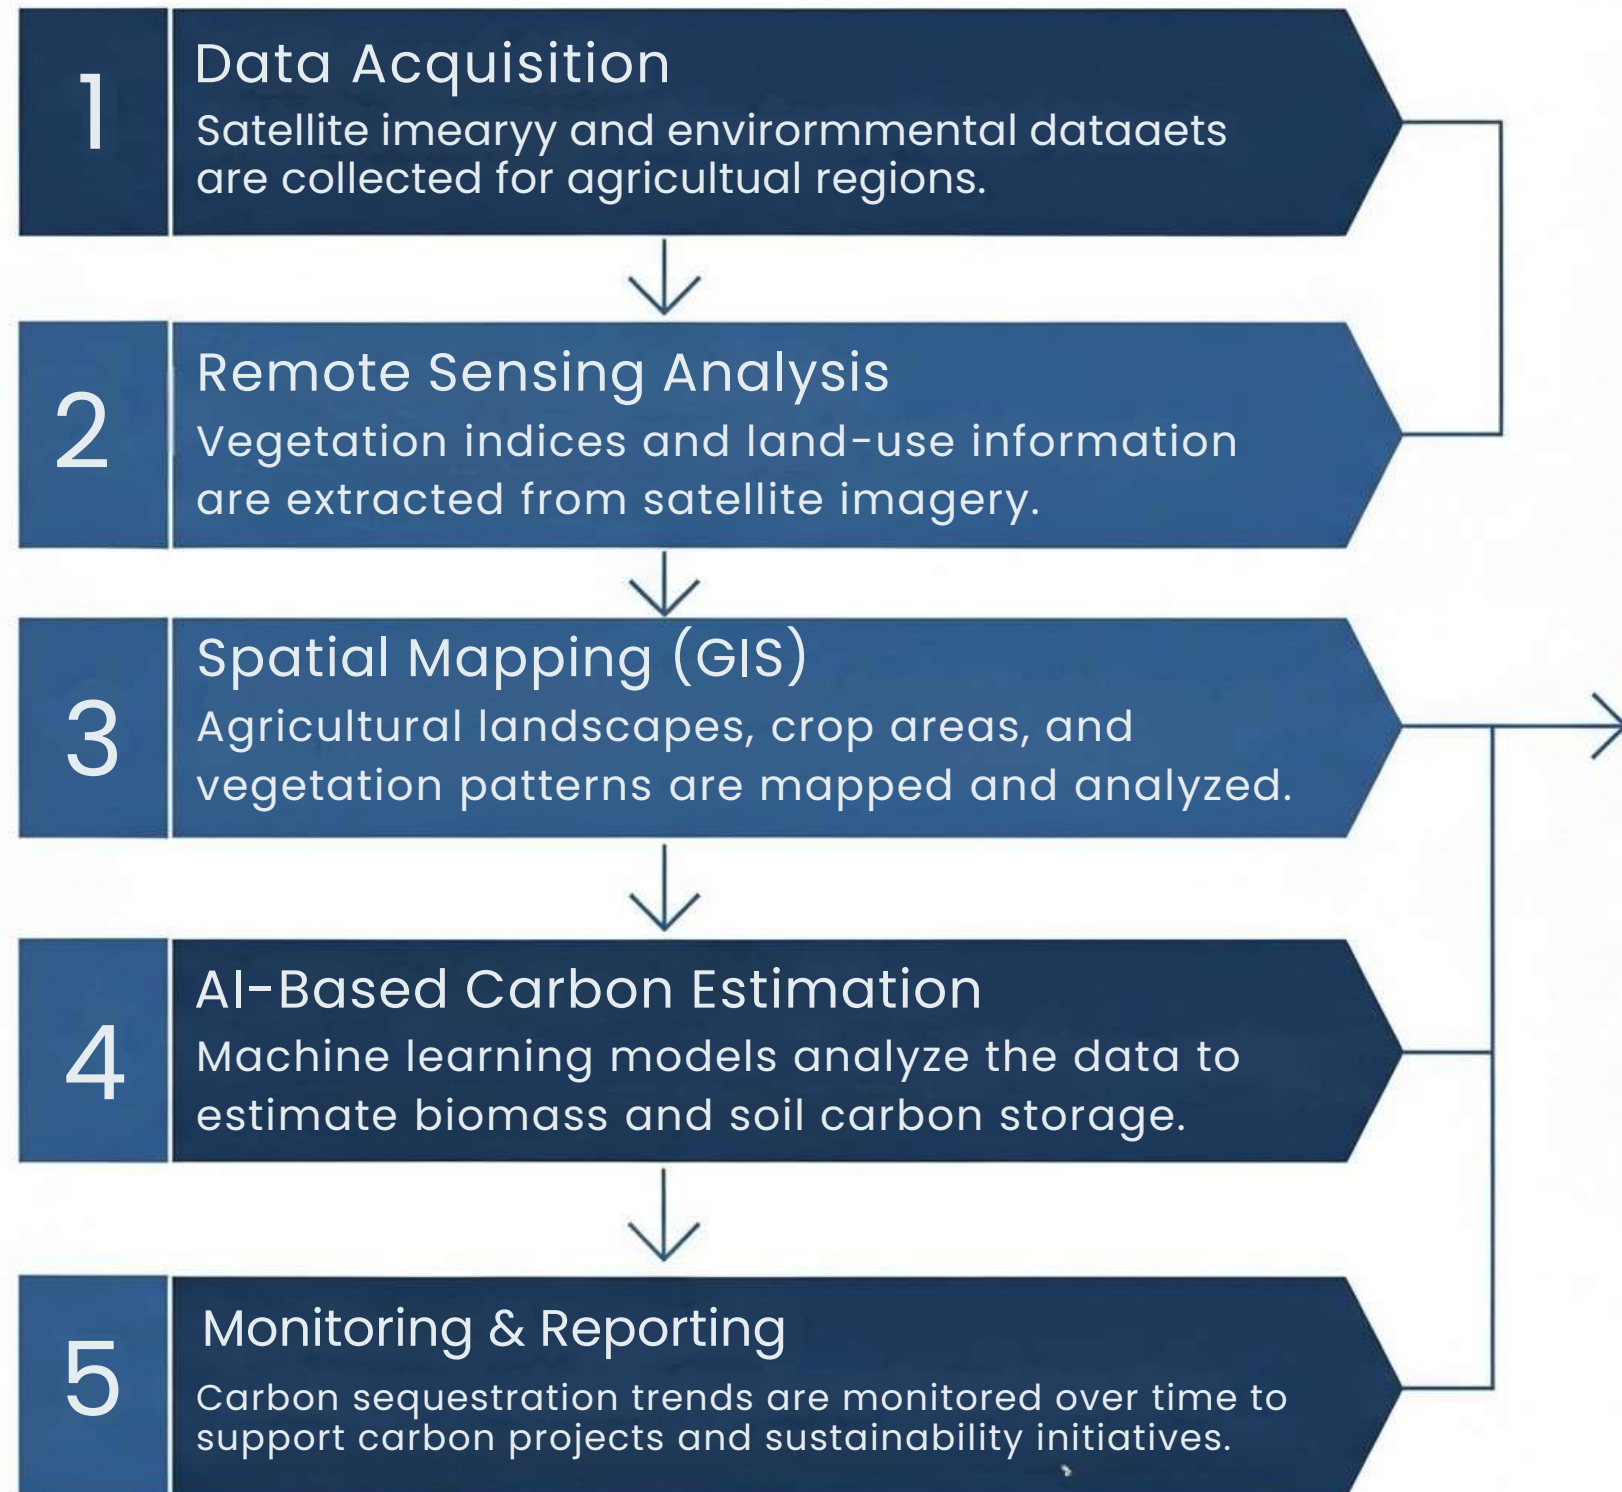 1
Data Acquisition
Satellite imearyy and envirormmental dataaets
are collected for agricultual regions.
2
Remote Sensing Analysis
Vegetation indices and land-use information
are extracted from satellite imagery.
3
Spatial Mapping (GIS)
Agricultural landscapes, crop areas, and
vegetation patterns are mapped and analyzed.
4
AI-Based Carbon Estimation
Machine learning models analyze the data to
estimate biomass and soil carbon storage.
5
Monitoring & Reporting
Carbon sequestration trends are monitored over time to
support carbon projects and sustainability initiatives.